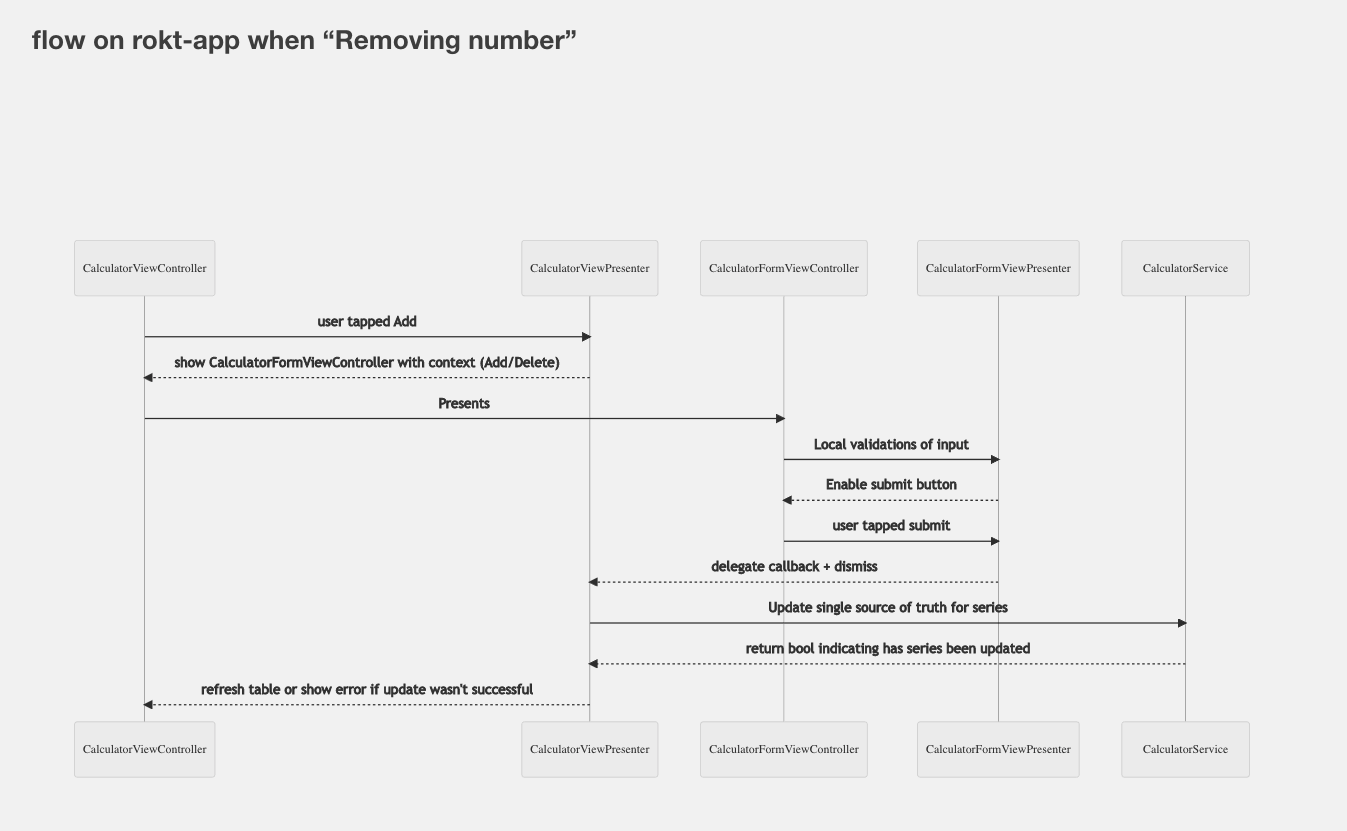 flow on rokt-app when “Removing number”
CalculatorViewController
CalculatorViewPresenter
CalculatorFormViewController
CalculatorFormViewPresenter
CalculatorService
user tapped Add
show CalculatorFormViewController with context (Add/Delete)
Presents
Local validations of input
Enable submit button
user tapped submit
delegate callback + dismiss
Update single source of truth for series
return bool indicating has series been updated
refresh table or show error if update wasn't successful
CalculatorViewController
CalculatorViewPresenter
CalculatorFormViewController
CalculatorFormViewPresenter
CalculatorService